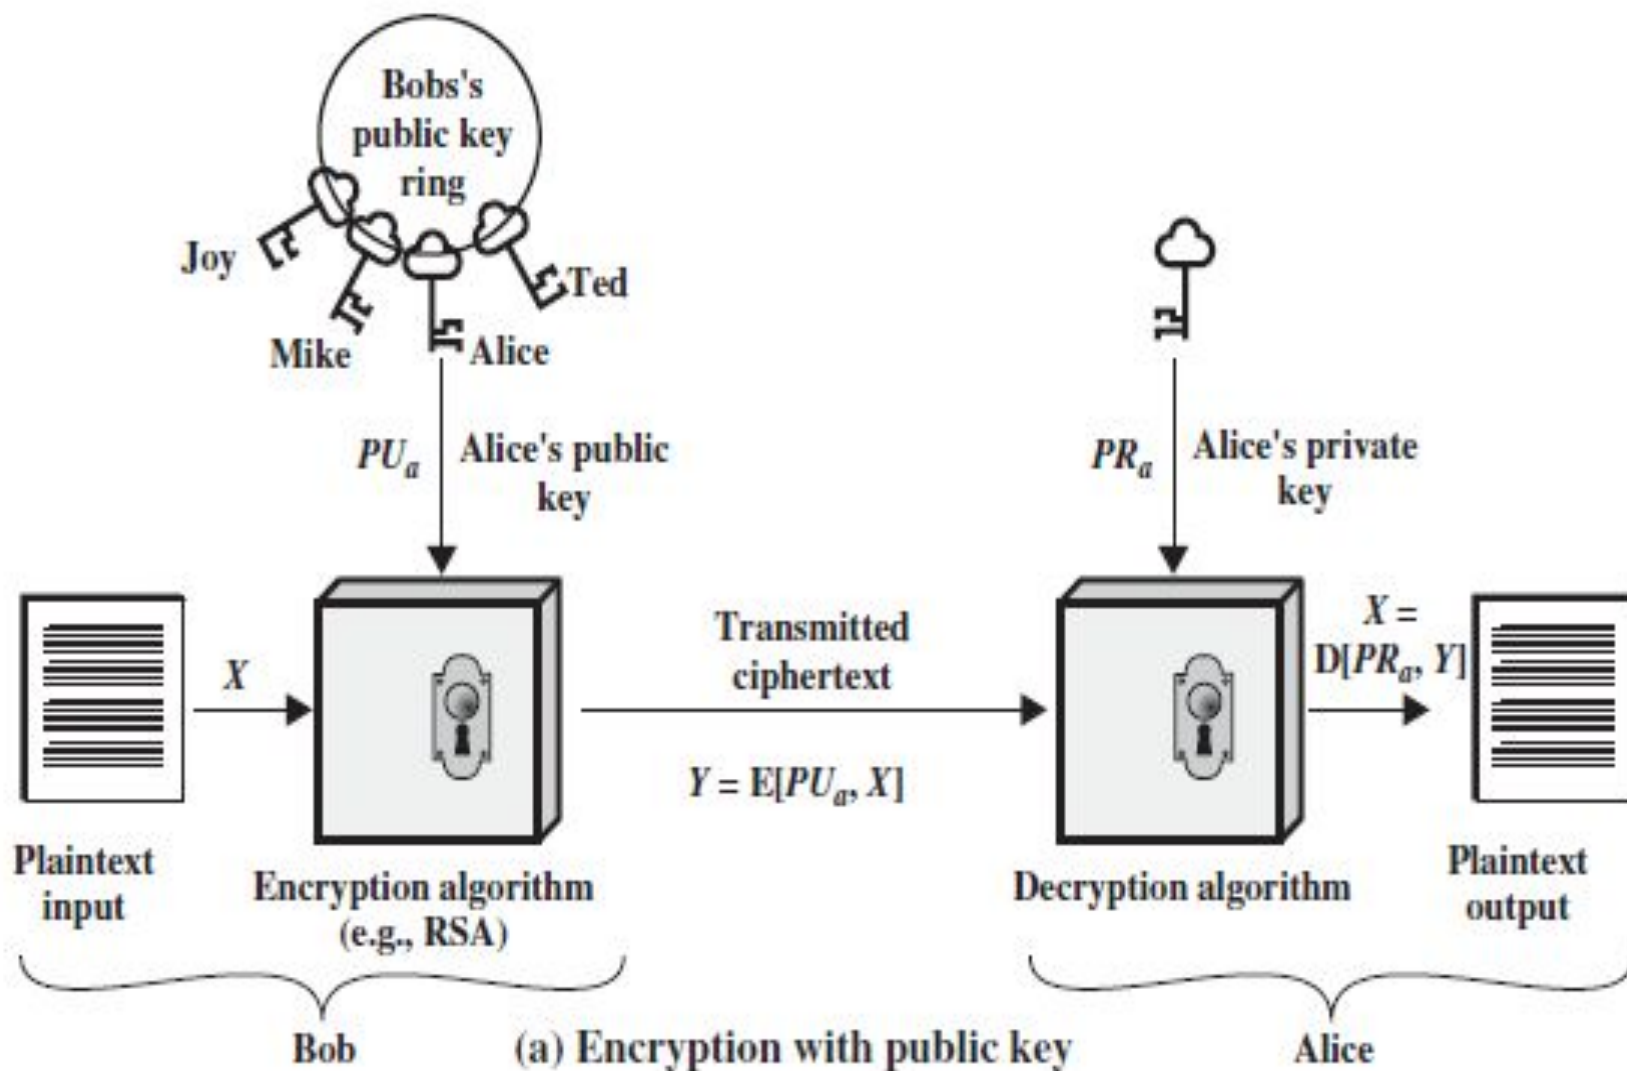 Bobs's
public key
ring
Joy
Ted
Mike
Alice
PUa
Alice's public
key
PRa
Alice's private
key
X
Transmitted
ciphertext
Y = E[PUa, X]
X =
D[PRa, Y]
Plaintext
input
Encryption algorithm
(e.g., RSA)
Decryption algorithm
Plaintext
output
Bob
(a) Encryption with public key
Alice